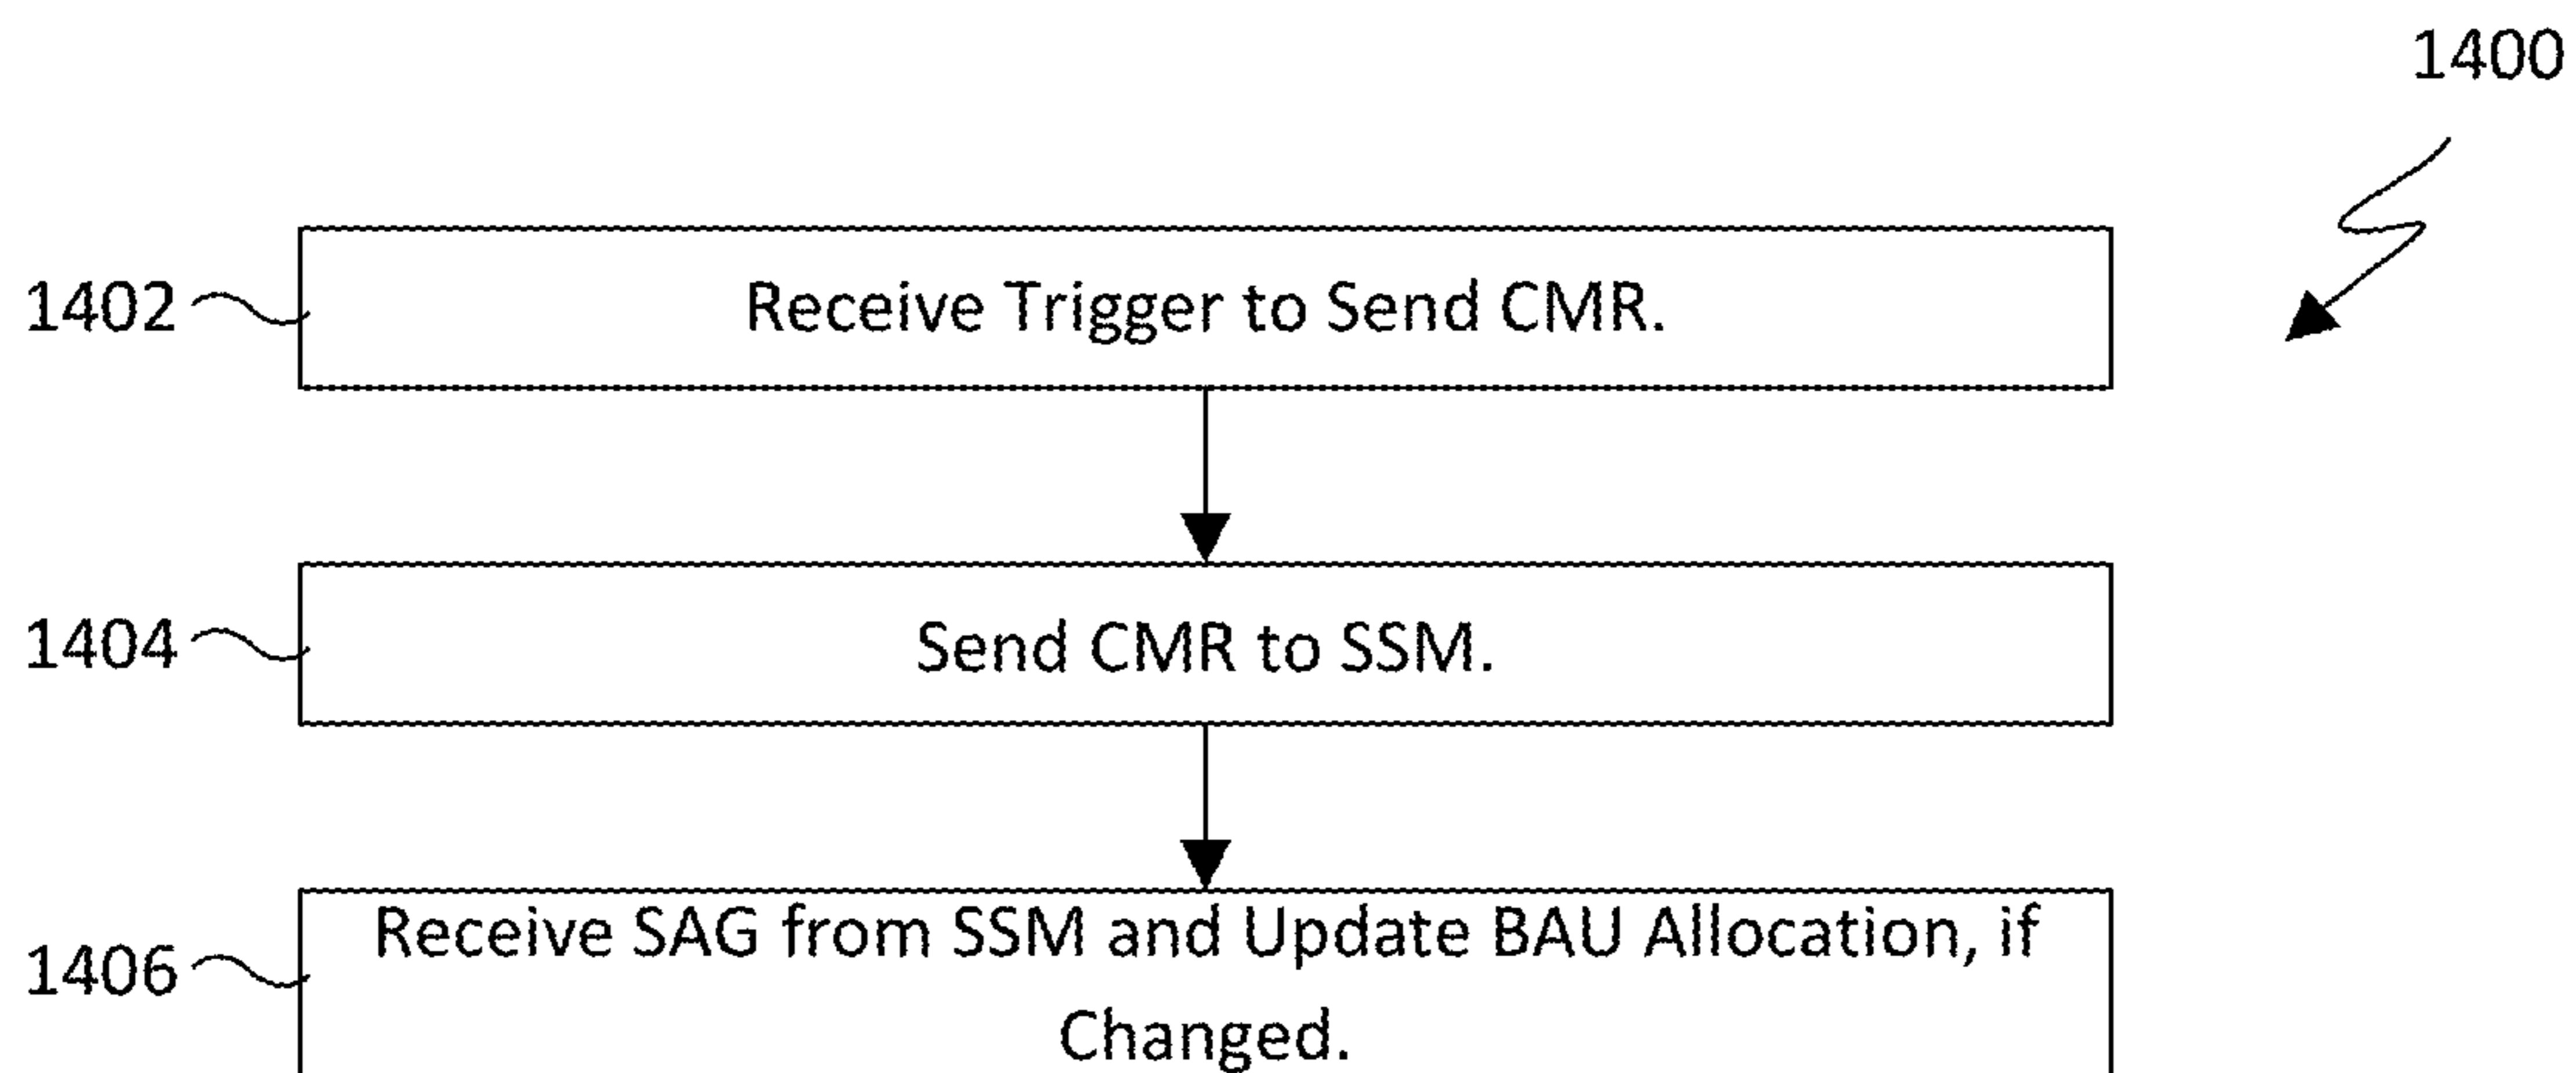 1400
1402 Receive Trigger to Send CMR.
1404 Send CMR to SSM.
Receive SAG from SSM and Update BAU Allocation, if
1406
Changed.